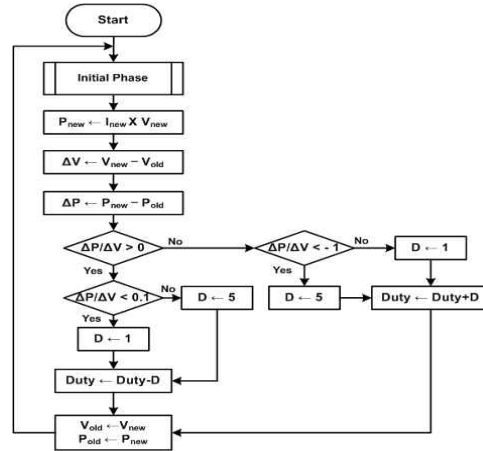 Start
Initial Phase
Pnew ← Inew X Vnew
ΔV ← Vnew – Vold
ΔP ← Pnew – Pold
ΔP/ΔV > 0
No
ΔP/ΔV < - 1
No
D ← 1
Yes
Yes
ΔP/ΔV < 0.1
No
D ← 5
D ← 5
Duty ← Duty+D
Yes
D ← 1
Duty ← Duty-D
Vold ←Vnew
Pold ← Pnew